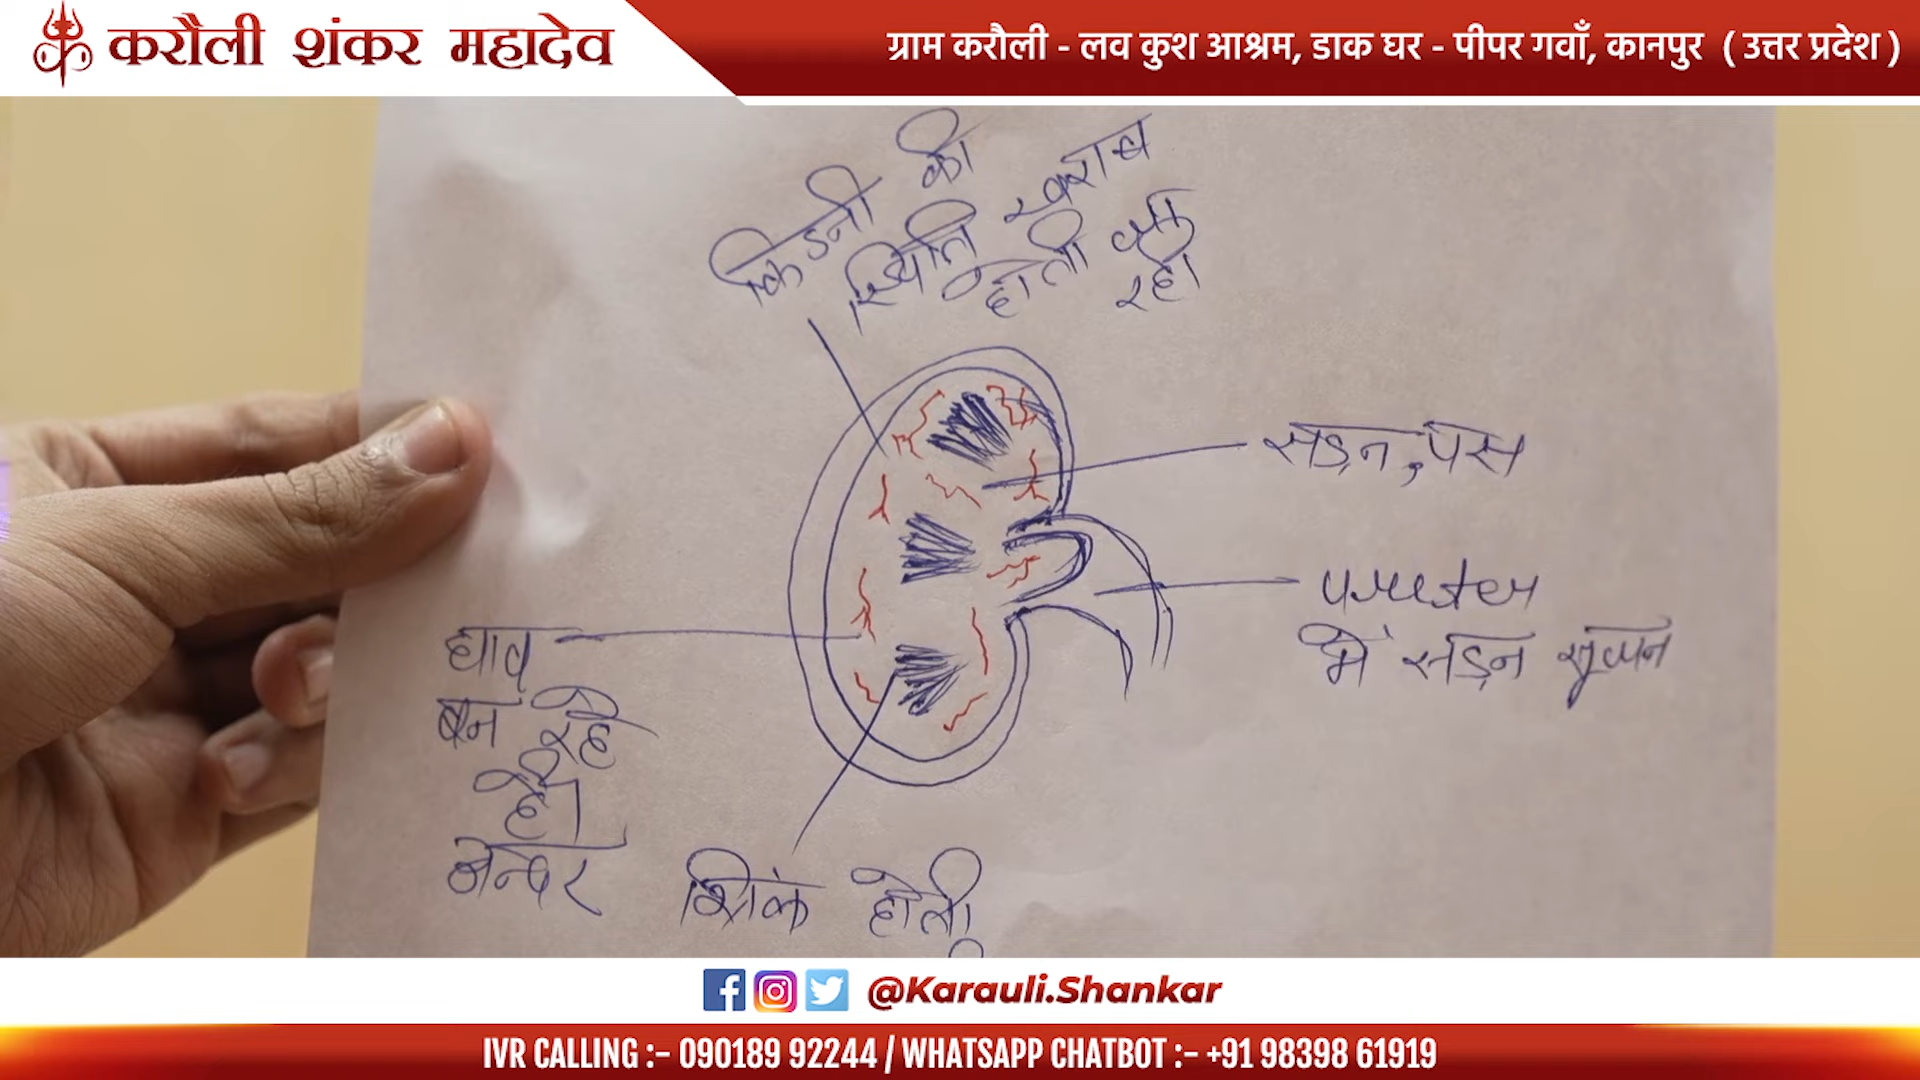 करौली शंकर महादेव
ग्राम करौली - लव कुश आश्रम, डाक घर - पीपर गवाँ, कानपुर ( उत्तर प्रदेश )
किडनी की
स्थिति खराब
होती जा
रही
सड़न, पस
में सड़न सूजन
घाव
बन रहे
है।
अन्दर
होती
@Karauli.Shankar
IVR CALLING :- 090189 92244 / WHATSAPP CHATBOT :- +91 98398 61919